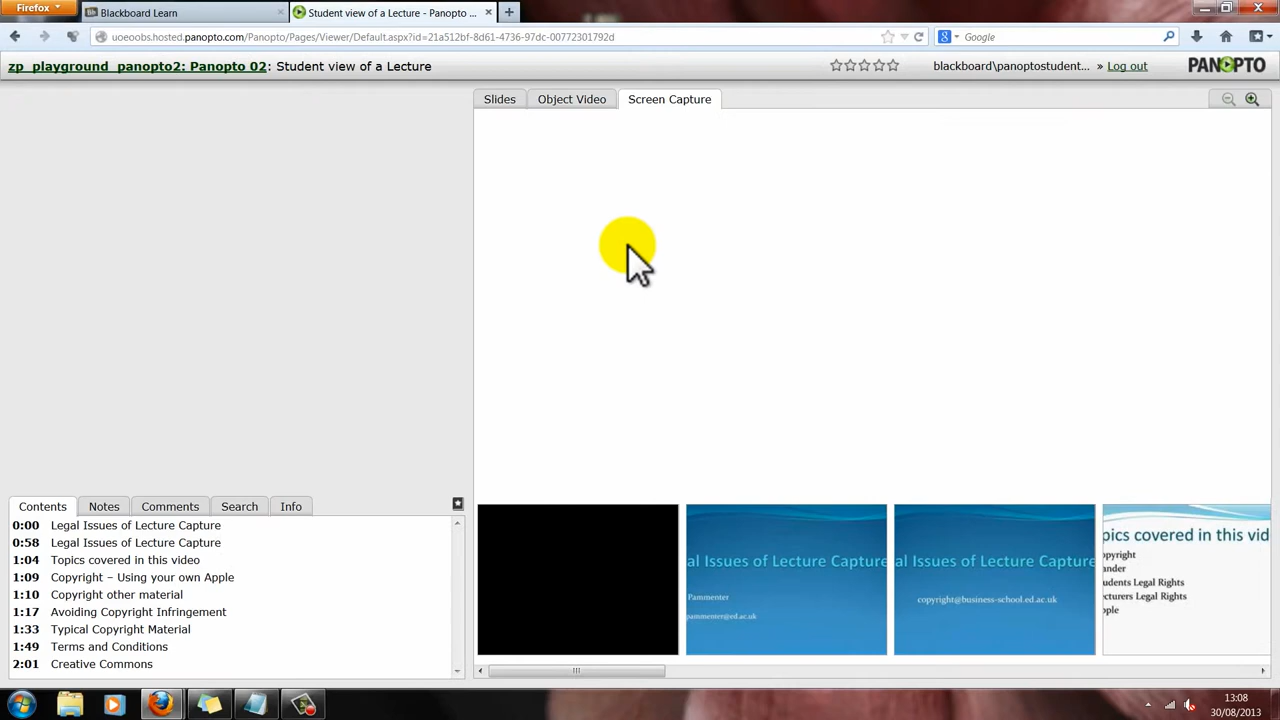 Firefox
Blackboard Learn
Student view of a Lecture - Panopto ...
uoeoobs.hosted.panopto.com/Panopto/Pages/Viewer/Default.aspx?id=21a512bf-8d61-4736-97dc-00772301792d
Google
zp_playground_panopto2: Panopto 02: Student view of a Lecture
blackboard\panoptostudent... » Log out
PANOPTO
Slides
Object Video
Screen Capture
Contents
Notes
Comments
Search
Info
0:00 Legal Issues of Lecture Capture
0:58 Legal Issues of Lecture Capture
1:04 Topics covered in this video
1:09 Copyright – Using your own Apple
1:10 Copyright other material
1:17 Avoiding Copyright Infringement
1:33 Typical Copyright Material
1:49 Terms and Conditions
2:01 Creative Commons
al Issues of Lecture Capture
Pammenter
pammenter@ed.ac.uk
al Issues of Lecture Capture
copyright@business-school.ed.ac.uk
pics covered in this vid
pyright
ander
udents Legal Rights
cturers Legal Rights
ople
13:08
30/08/2013